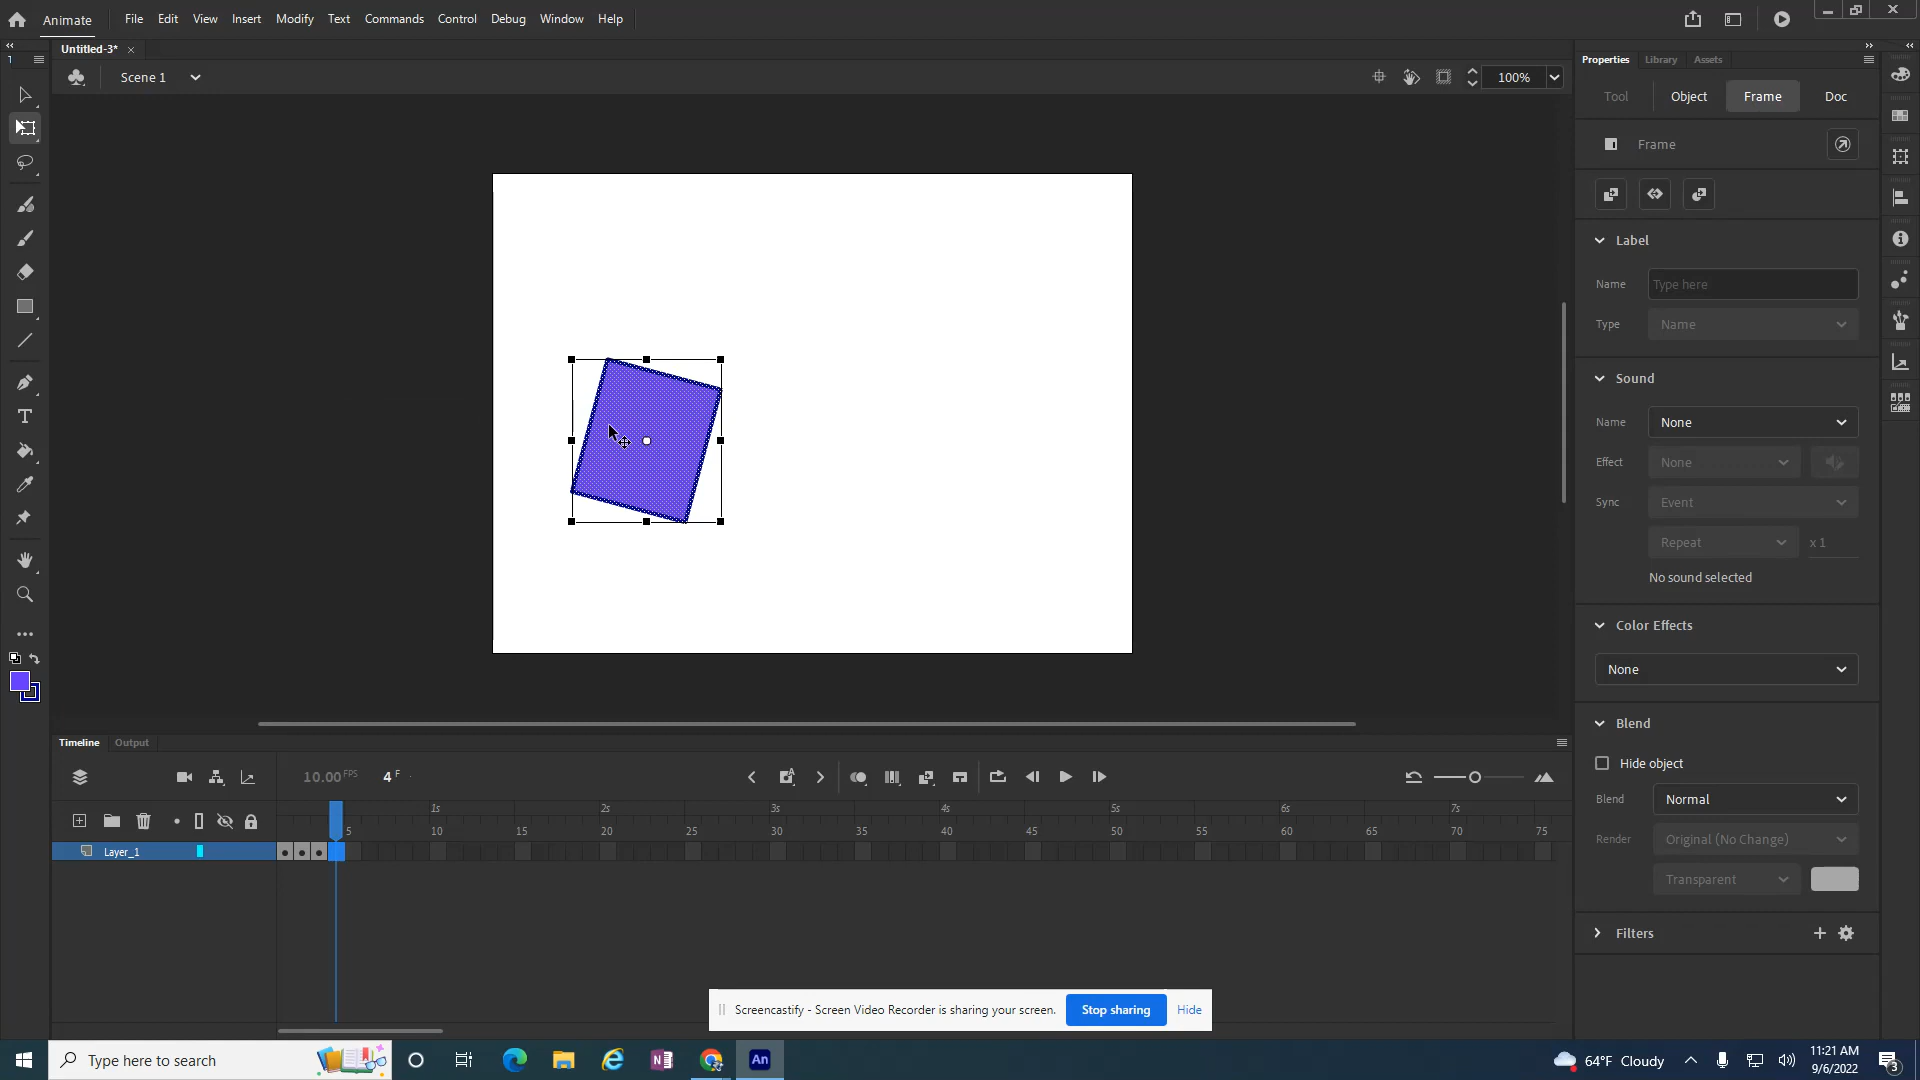 Animate File Edit View Insert Modify Text Commands Control Debug Window Help
Untitled-3*
Scene 1 100%
Properties Library Assets
Tool Object Frame Doc
Frame
Label
Name Type here
Type Name
Sound
Name None
Effect None
Sync Event
Repeat x 1
No sound selected
Color Effects
None
Blend
Hide object
Blend Normal
Render Original (No Change)
Transparent
Filters
Timeline Output
10.00 FPS 4 F
1s 2s 3s 4s 5s 6s 7s
5 10 15 20 25 30 35 40 45 50 55 60 65 70 75
Layer_1
Screencastify - Screen Video Recorder is sharing your screen. Stop sharing Hide
Type here to search
An
64°F Cloudy
11:21 AM
9/6/2022
3